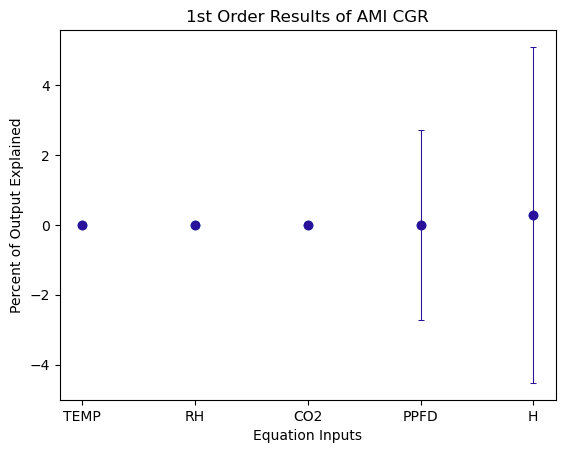 1st Order Results of AMI CGR
Percent of Output Explained
4
2
0
−2
−4
TEMP RH CO2 PPFD H
Equation Inputs